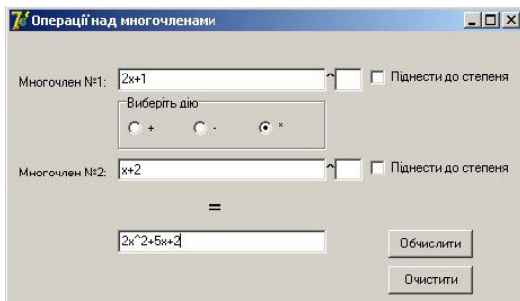 Операції над многочленами
Многочлен №1: 2x+1 ^ Піднести до степеня
Виберіть дію
+ - *
Многочлен №2: x+2 ^ Піднести до степеня
=
2x^2+5x+2
Обчислити
Очистити